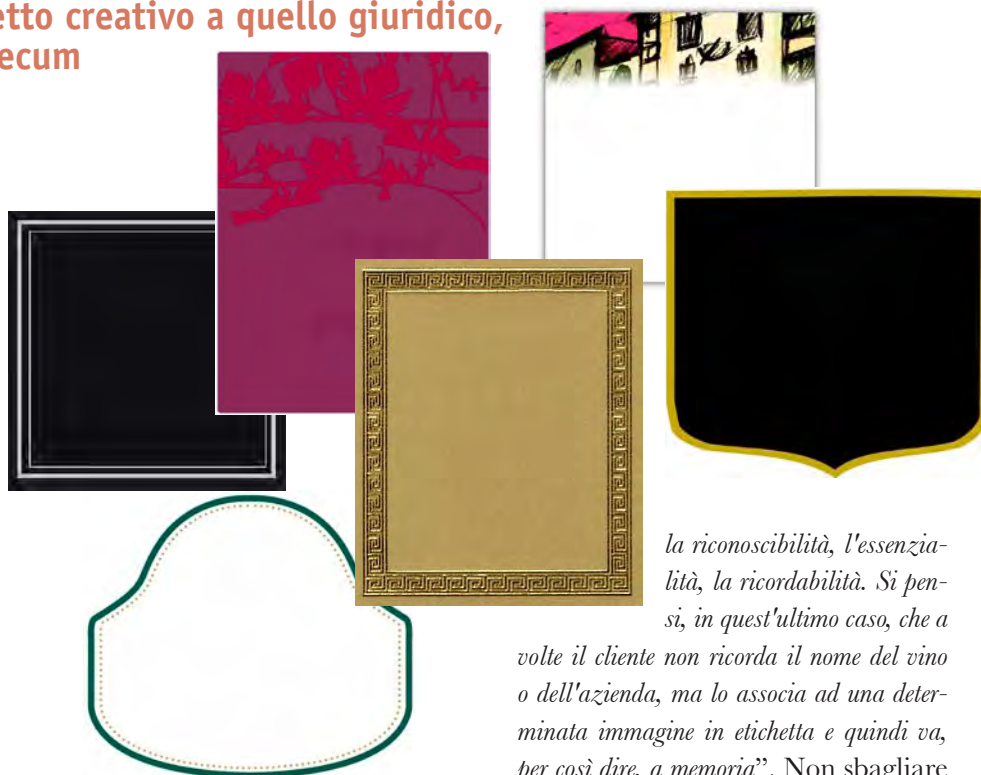 etto creativo a quello giuridico,
ecum
la riconoscibilità, l'essenzia-
lità, la ricordabilità. Si pen-
si, in quest'ultimo caso, che a
volte il cliente non ricorda il nome del vino
o dell'azienda, ma lo associa ad una deter-
minata immagine in etichetta e quindi va,
per così dire, a memoria”. Non sbagliare